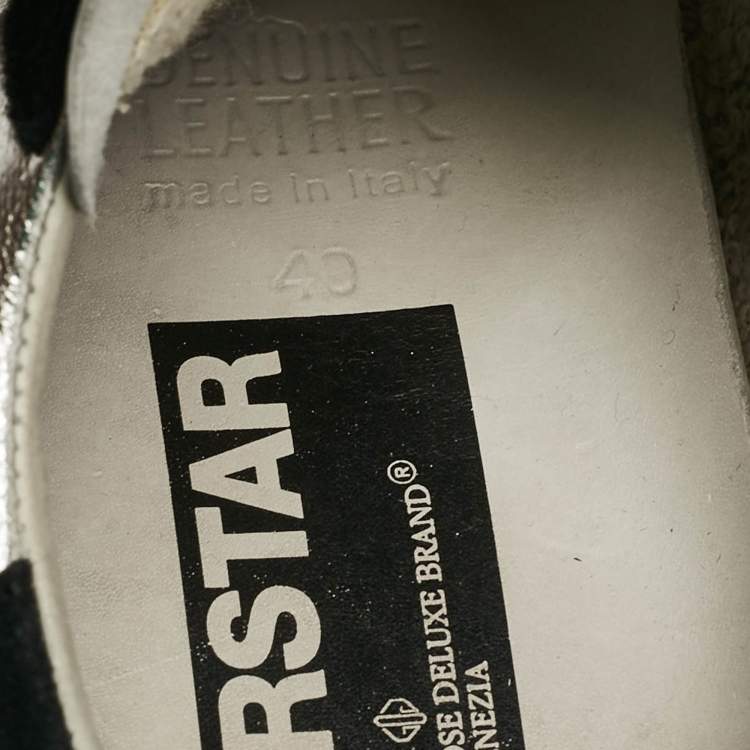 GENUINE
LEATHER
made in Italy
40
RSTAR
OSE DELUXE BRAND®
NEZIA